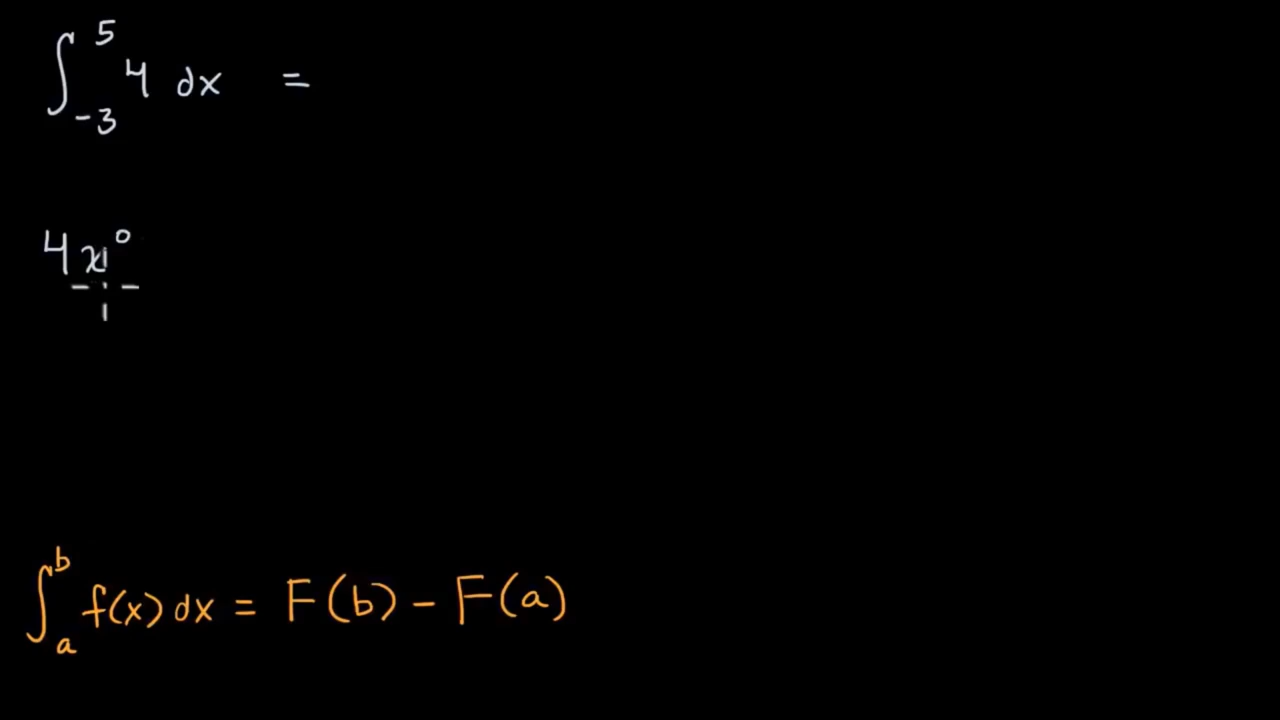 ∫₋₃⁵ 4 dx =
4x⁰
∫ₐᵇ f(x) dx = F(b) - F(a)